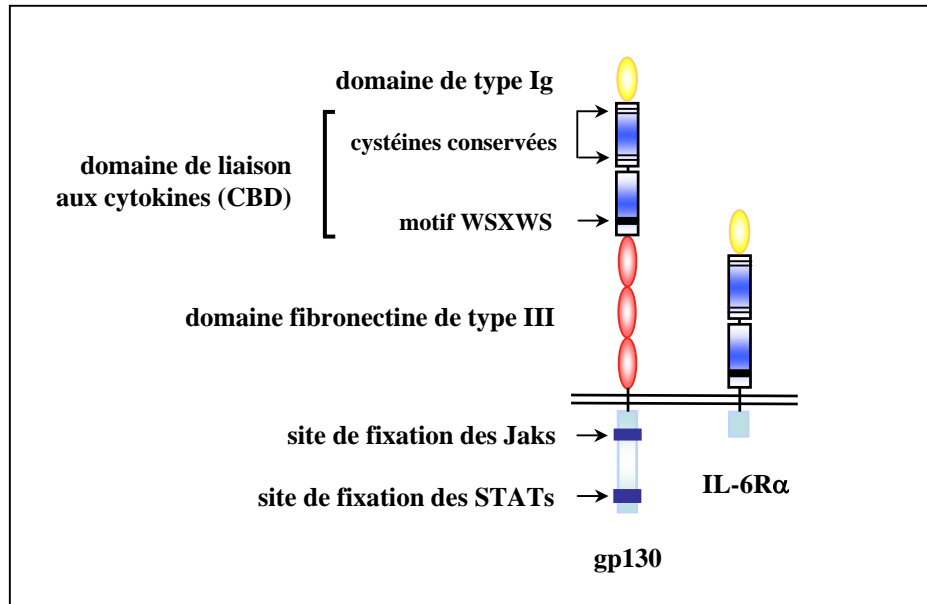 domaine de type Ig
cystéines conservées
domaine de liaison
aux cytokines (CBD)
motif WSXWS
domaine fibronectine de type III
site de fixation des Jaks
IL-6Rα
site de fixation des STATs
gp130